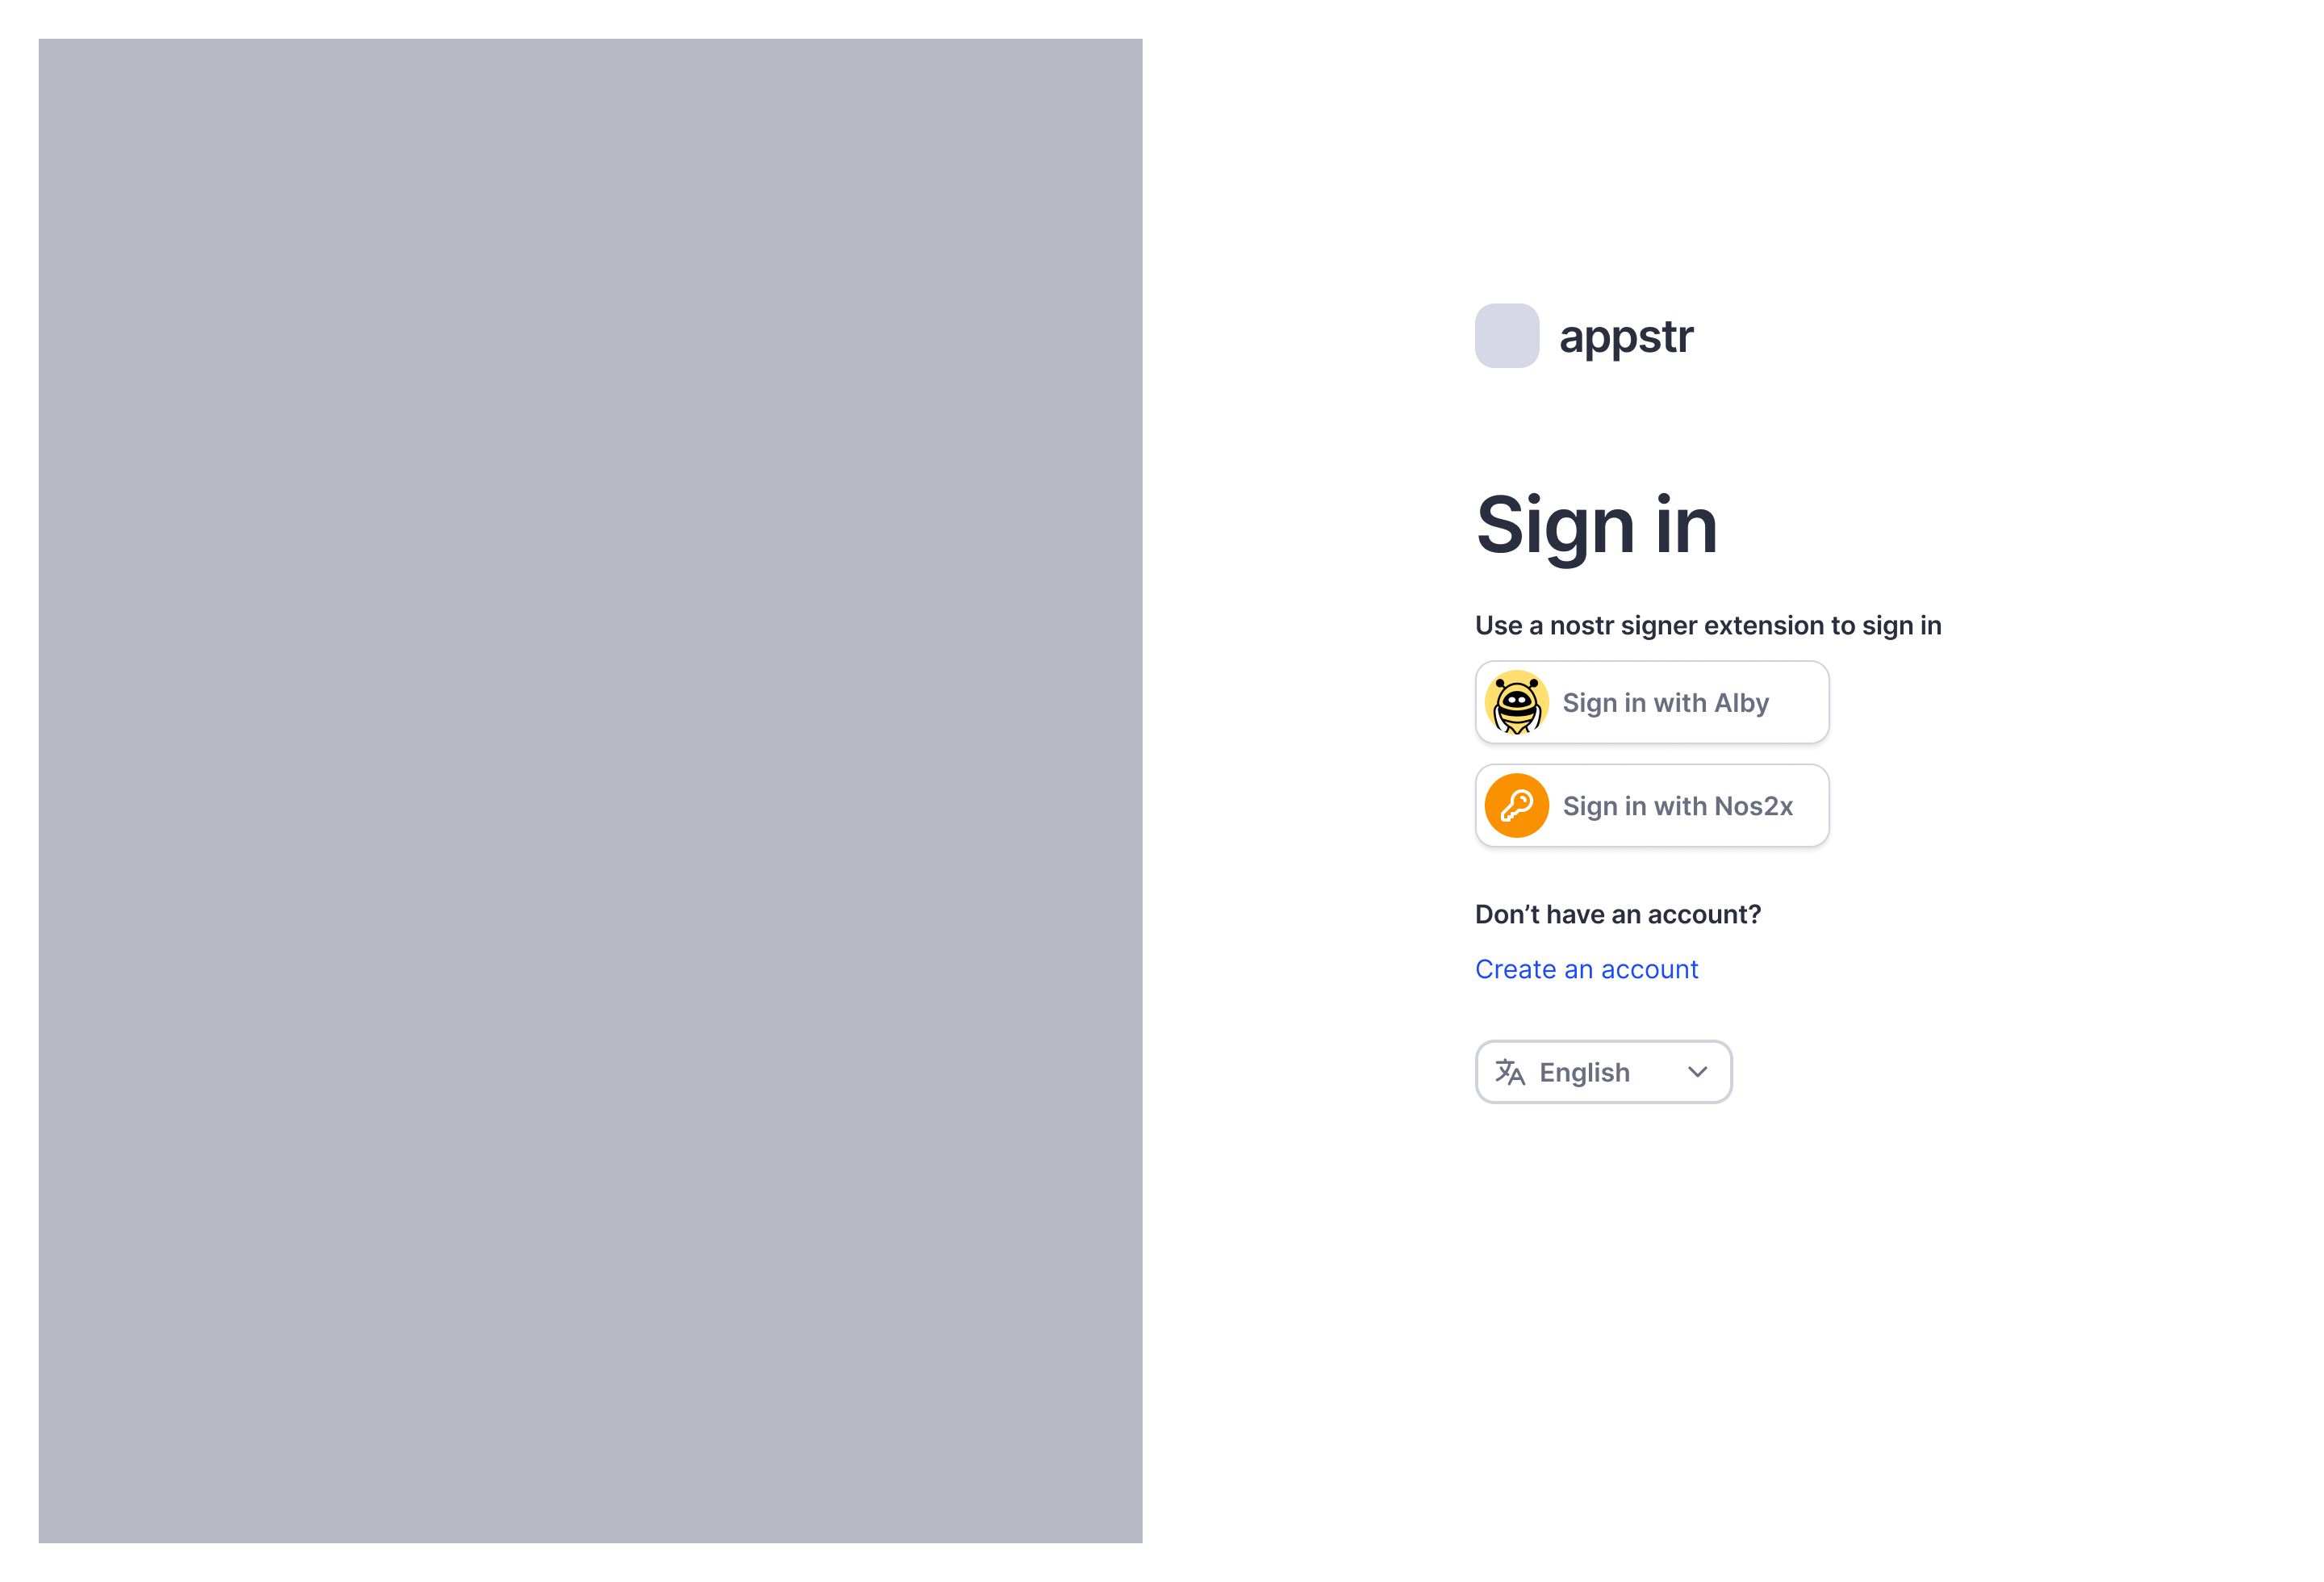 appstr
Sign in
Use a nostr signer extension to sign in
Sign in with Alby
Sign in with Nos2x
Don’t have an account?
Create an account
English